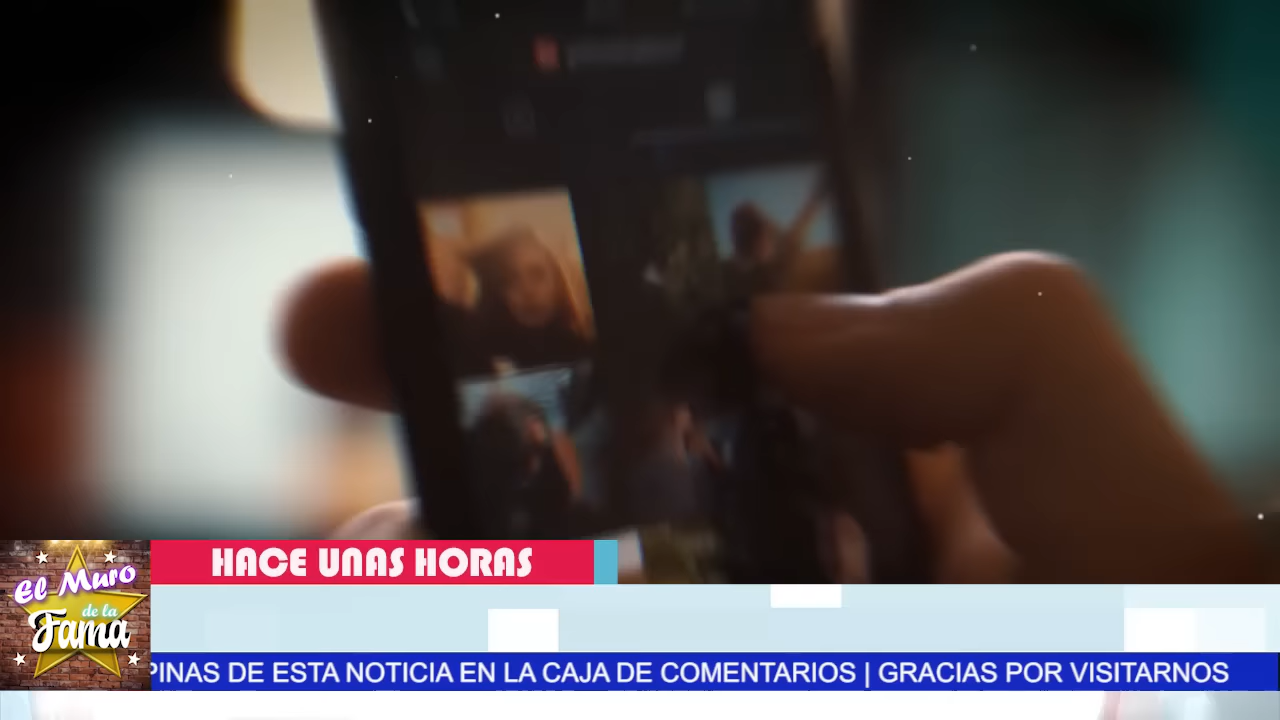 HACE UNAS HORAS
El Muro
de la
Fama
PINAS DE ESTA NOTICIA EN LA CAJA DE COMENTARIOS | GRACIAS POR VISITARNOS